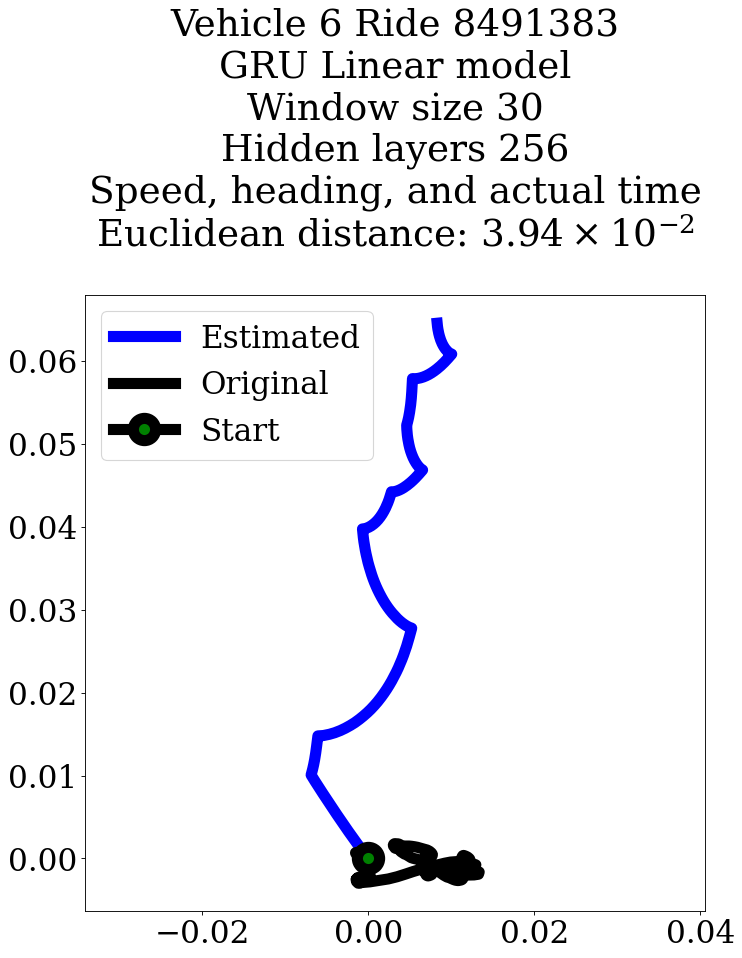 Vehicle 6 Ride 8491383
GRU Linear model
Window size 30
Hidden layers 256
Speed, heading, and actual time
Euclidean distance: 3.94 × 10⁻²
Estimated
Original
Start
0.06
0.05
0.04
0.03
0.02
0.01
0.00
−0.02 0.00 0.02 0.04